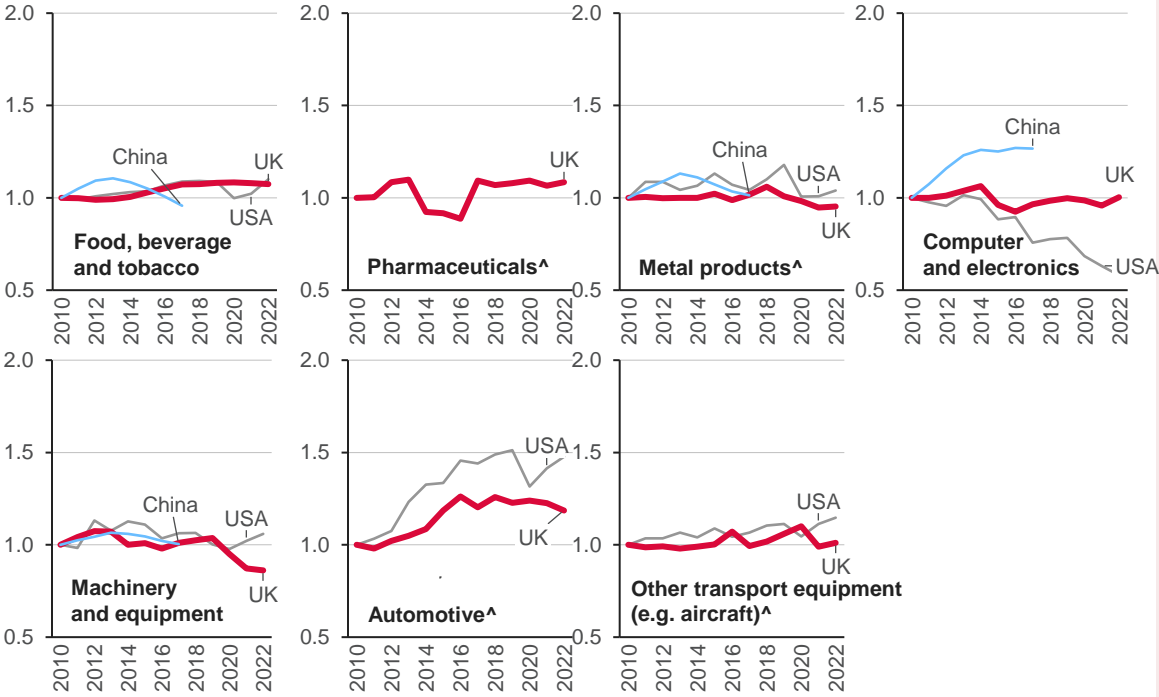 2.0
1.5
1.0
0.5
China
UK
USA
Food, beverage
and tobacco
2010 2012 2014 2016 2018 2020 2022
2.0
1.5
1.0
0.5
UK
Pharmaceuticals^
2010 2012 2014 2016 2018 2020 2022
2.0
1.5
1.0
0.5
China
USA
UK
Metal products^
2010 2012 2014 2016 2018 2020 2022
2.0
1.5
1.0
0.5
China
UK
USA
Computer
and electronics
2010 2012 2014 2016 2018 2020 2022
2.0
1.5
1.0
0.5
China
USA
UK
Machinery
and equipment
2010 2012 2014 2016 2018 2020 2022
2.0
1.5
1.0
0.5
USA
UK
Automotive^
2010 2012 2014 2016 2018 2020 2022
2.0
1.5
1.0
0.5
USA
UK
Other transport equipment
(e.g. aircraft)^
2010 2012 2014 2016 2018 2020 2022